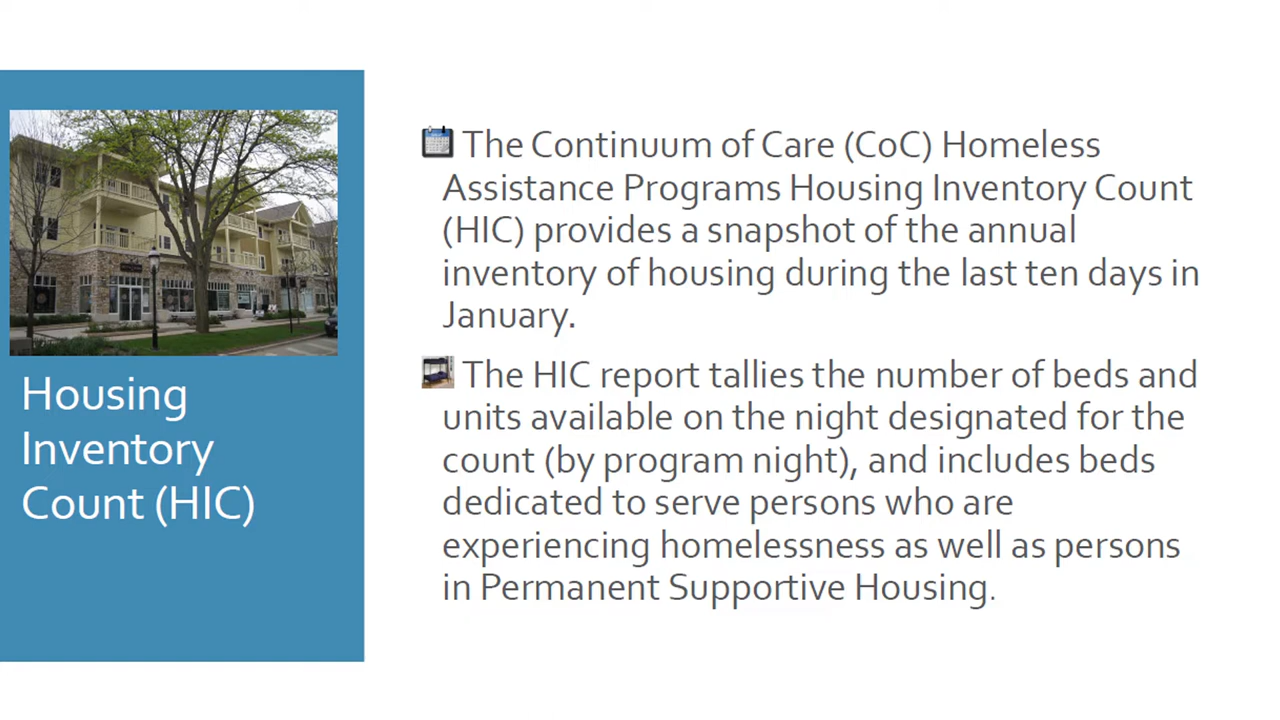 Housing
Inventory
Count (HIC)
The Continuum of Care (CoC) Homeless
Assistance Programs Housing Inventory Count
(HIC) provides a snapshot of the annual
inventory of housing during the last ten days in
January.
The HIC report tallies the number of beds and
units available on the night designated for the
count (by program night), and includes beds
dedicated to serve persons who are
experiencing homelessness as well as persons
in Permanent Supportive Housing.